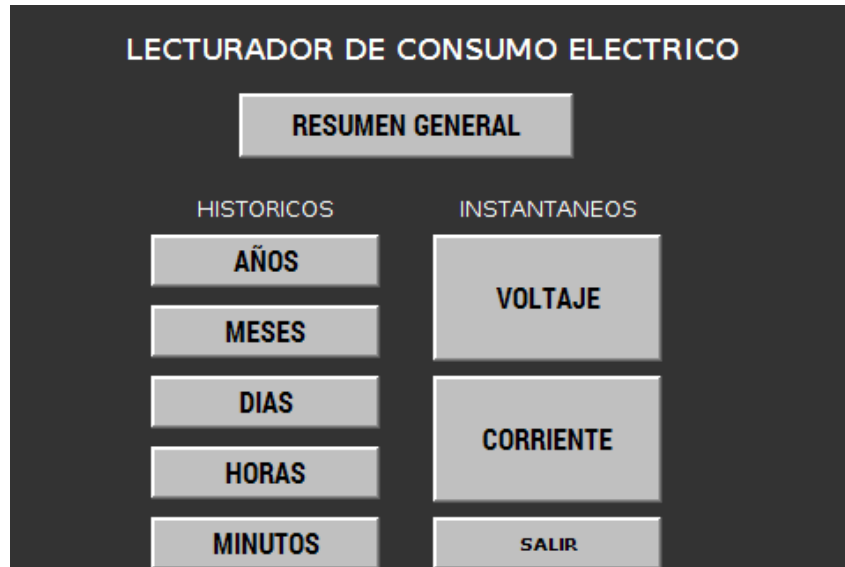 LECTURADOR DE CONSUMO ELECTRICO
RESUMEN GENERAL
HISTORICOS
AÑOS
MESES
DIAS
HORAS
MINUTOS
INSTANTANEOS
VOLTAJE
CORRIENTE
SALIR